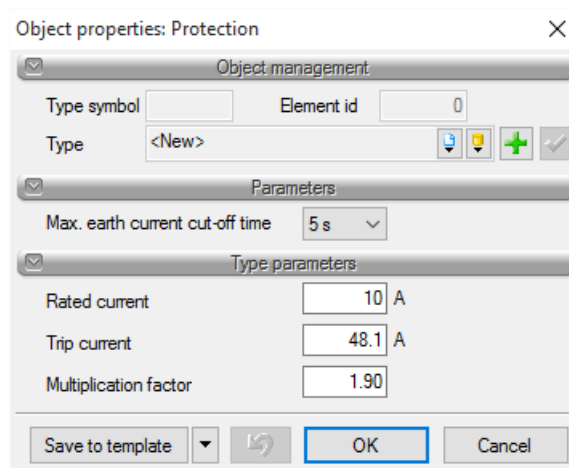 Object properties: Protection
Object management
Type symbol Element id 0
Type <New>
Parameters
Max. earth current cut-off time 5 s
Type parameters
Rated current 10 A
Trip current 48.1 A
Multiplication factor 1.90
Save to template OK Cancel